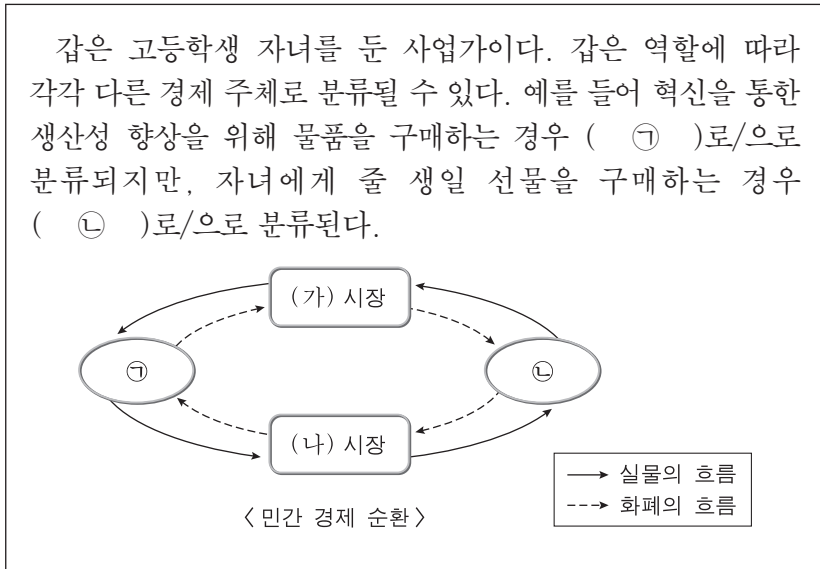 갑은 고등학생 자녀를 둔 사업가이다. 갑은 역할에 따라
각각 다른 경제 주체로 분류될 수 있다. 예를 들어 혁신을 통한
생산성 향상을 위해 물품을 구매하는 경우 ( ㉠ )로/으로
분류되지만, 자녀에게 줄 생일 선물을 구매하는 경우
( ㉡ )로/으로 분류된다.
(가) 시장
㉠
㉡
(나) 시장
실물의 흐름
화폐의 흐름
〈민간 경제 순환〉